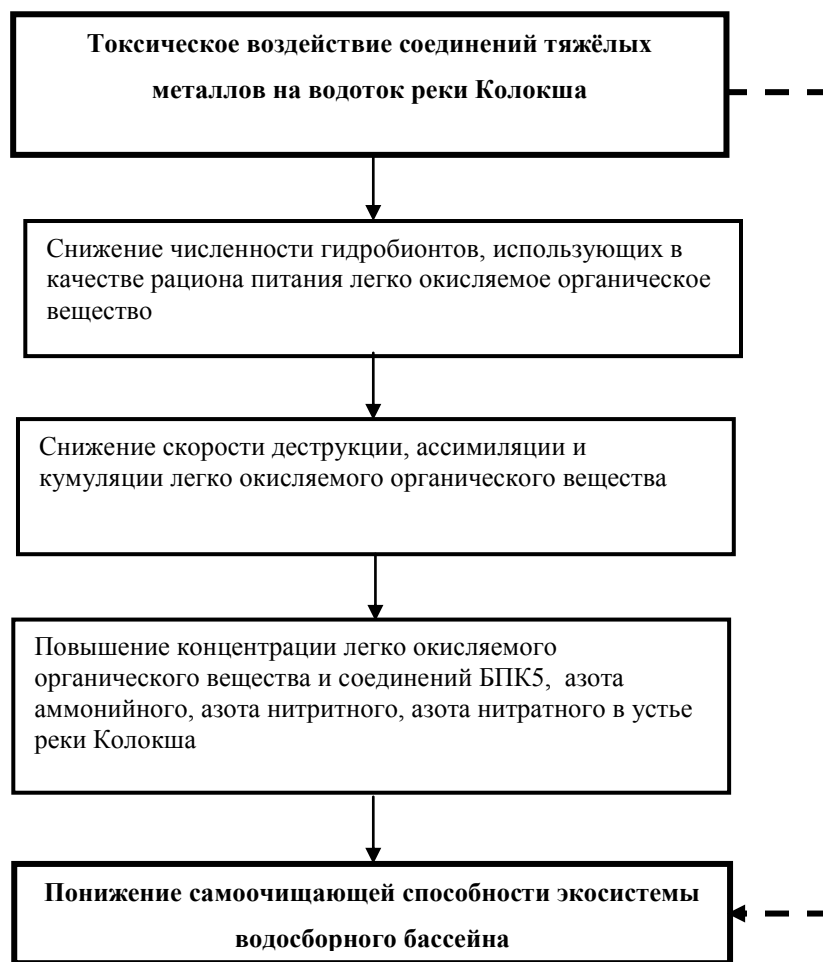 Токсическое воздействие соединений тяжёлых
металлов на водоток реки Колокша
Снижение численности гидробионтов, использующих в
качестве рациона питания легко окисляемое органическое
вещество
Снижение скорости деструкции, ассимиляции и
кумуляции легко окисляемого органического вещества
Повышение концентрации легко окисляемого
органического вещества и соединений БПК5, азота
аммонийного, азота нитритного, азота нитратного в устье
реки Колокша
Понижение самоочищающей способности экосистемы
водосборного бассейна